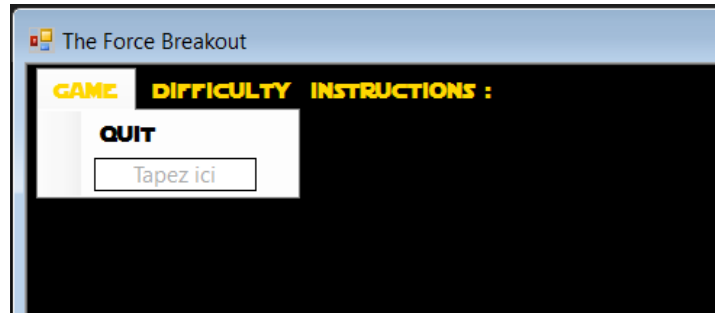 The Force Breakout
GAME DIFFICULTY INSTRUCTIONS :
QUIT
Tapez ici